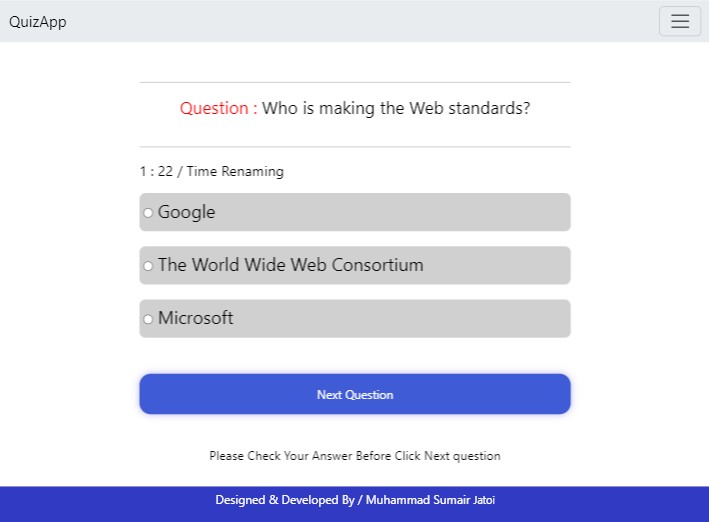 QuizApp
Question : Who is making the Web standards?
1 : 22 / Time Renaming
Google
The World Wide Web Consortium
Microsoft
Next Question
Please Check Your Answer Before Click Next question
Designed & Developed By / Muhammad Sumair Jatoi